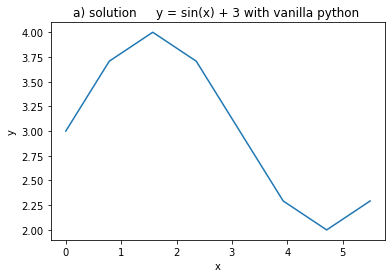 a) solution     y = sin(x) + 3 with vanilla python
4.00
3.75
3.50
3.25
3.00
2.75
2.50
2.25
2.00
y
0 1 2 3 4 5
x